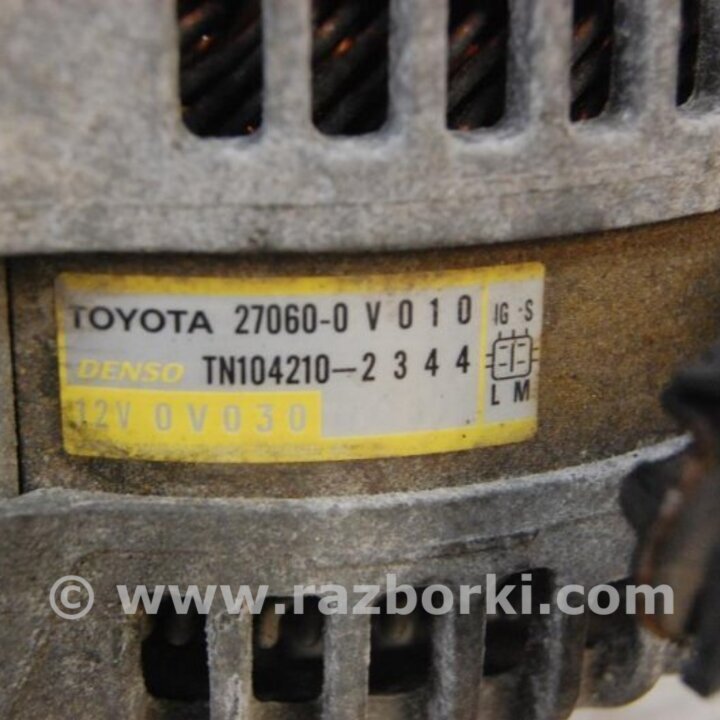 TOYOTA 27060-0V010 IG S
DENSO TN104210-2344
L M
12V 0V030
© www.razborki.com